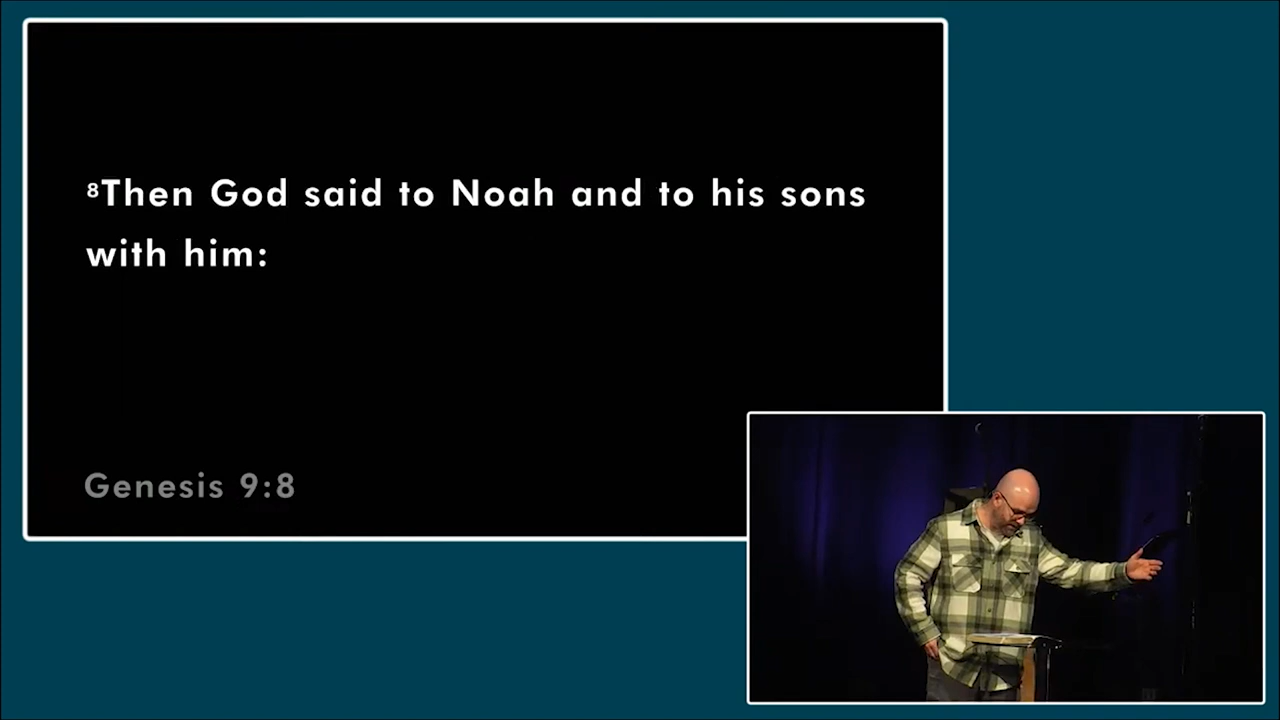 ⁸Then God said to Noah and to his sons
with him:
Genesis 9:8